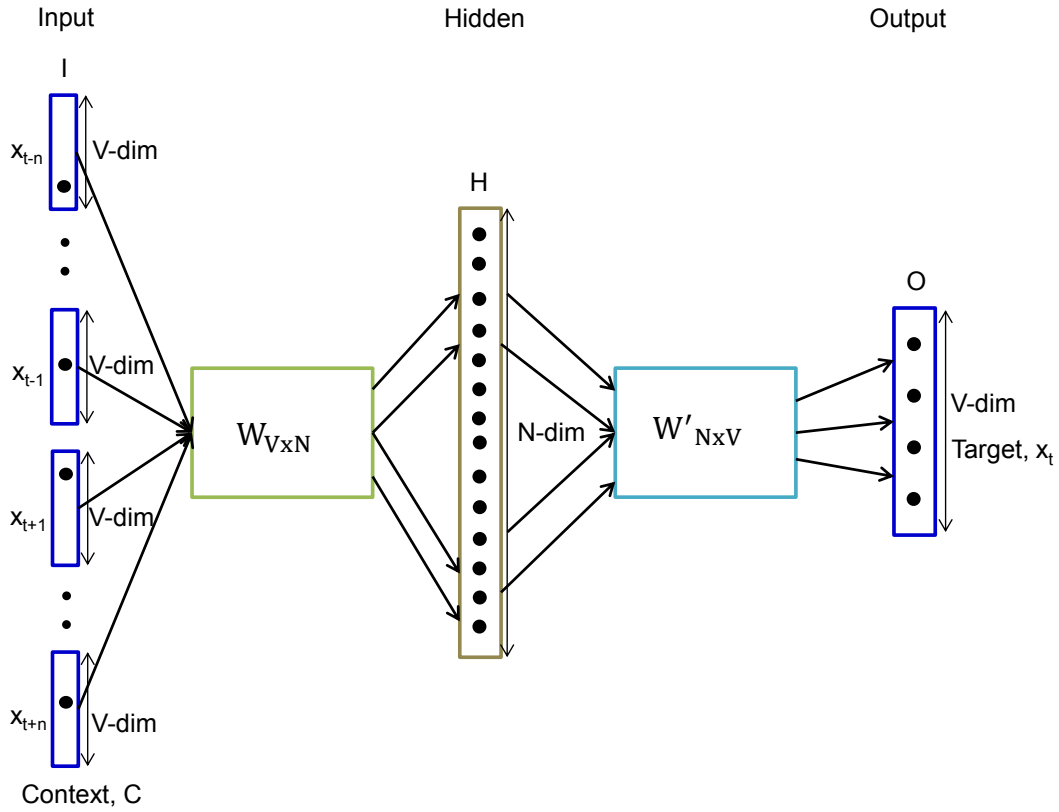 Input
Hidden
Output
I
x_{t-n}
V-dim
x_{t-1}
V-dim
x_{t+1}
V-dim
x_{t+n}
V-dim
Context, C
W_{VxN}
H
N-dim
W'_{NxV}
O
V-dim
Target, x_t